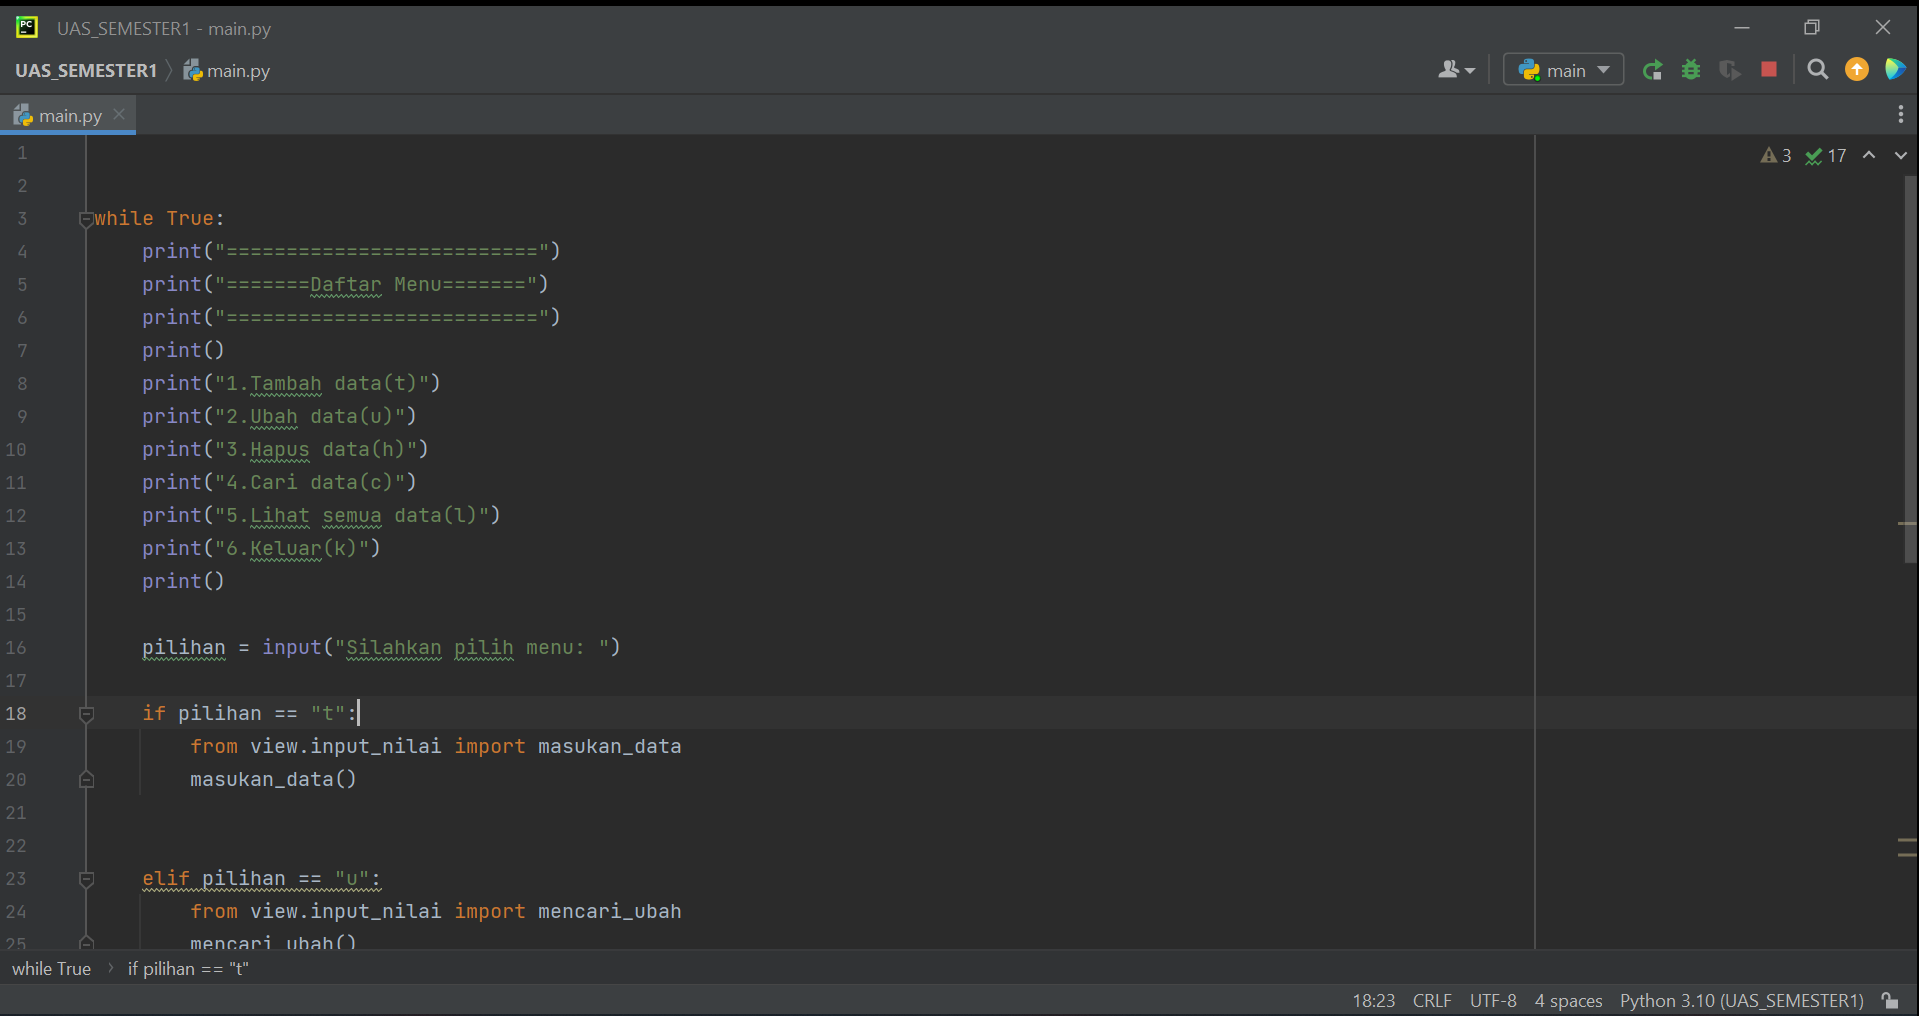 UAS_SEMESTER1 - main.py
UAS_SEMESTER1 main.py main
main.py
3 17
1
2
3 while True:
4 print("==========================")
5 print("=======Daftar Menu=======")
6 print("==========================")
7 print()
8 print("1.Tambah data(t)")
9 print("2.Ubah data(u)")
10 print("3.Hapus data(h)")
11 print("4.Cari data(c)")
12 print("5.Lihat semua data(l)")
13 print("6.Keluar(k)")
14 print()
15
16 pilihan = input("Silahkan pilih menu: ")
17
18 if pilihan == "t":
19 from view.input_nilai import masukan_data
20 masukan_data()
21
22
23 elif pilihan == "u":
24 from view.input_nilai import mencari_ubah
25 mencari_ubah()
while True if pilihan == "t"
18:23 CRLF UTF-8 4 spaces Python 3.10 (UAS_SEMESTER1)